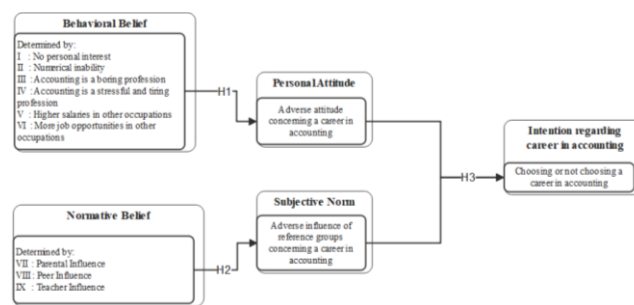 Behavioral Belief
Determined by:
I : No personal interest
II : Numerical inability
III : Accounting is a boring profession
IV : Accounting is a stressful and tiring
profession
V : Higher salaries in other occupations
VI : More job opportunities in other
occupations
H1
Personal Attitude
Adverse attitude
concerning a career in
accounting
Normative Belief
Determined by:
VII : Parental Influence
VIII : Peer Influence
IX : Teacher Influence
H2
Subjective Norm
Adverse influence of
reference groups
concerning a career in
accounting
H3
Intention regarding
career in accounting
Choosing or not choosing a
career in accounting